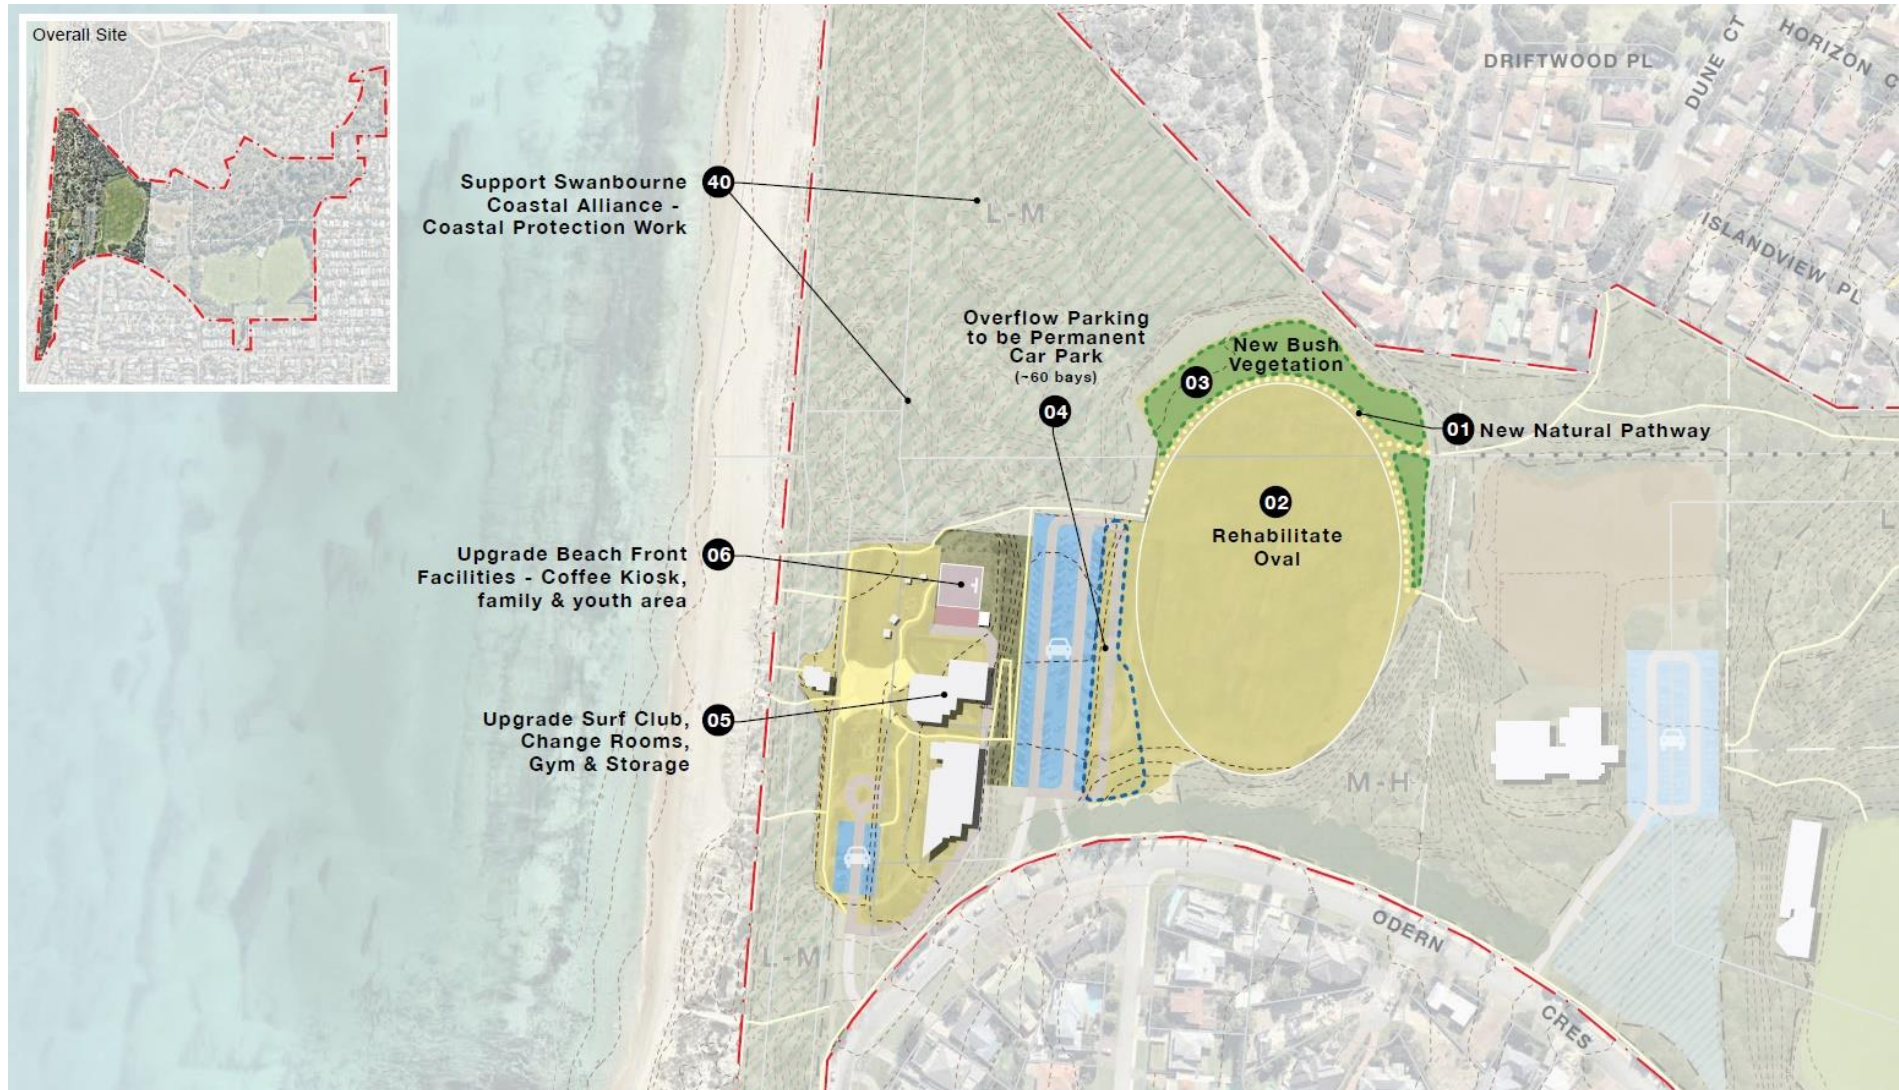 Overall Site
DRIFTWOOD PL
DUNE CT
HORIZON C
ISLANDVIEW PL
40
Support Swanbourne
Coastal Alliance -
Coastal Protection Work
L-M
Overflow Parking
to be Permanent
Car Park
(~60 bays)
04
New Bush
Vegetation
03
01 New Natural Pathway
02
Rehabilitate
Oval
L
06
Upgrade Beach Front
Facilities - Coffee Kiosk,
family & youth area
05
Upgrade Surf Club,
Change Rooms,
Gym & Storage
M-H
L-M
ODERN
CRES